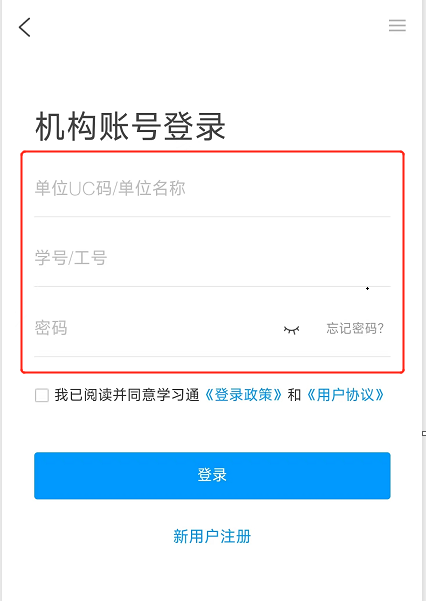 机构账号登录
单位UC码/单位名称
学号/工号
密码 忘记密码?
我已阅读并同意学习通《登录政策》和《用户协议》
登录
新用户注册